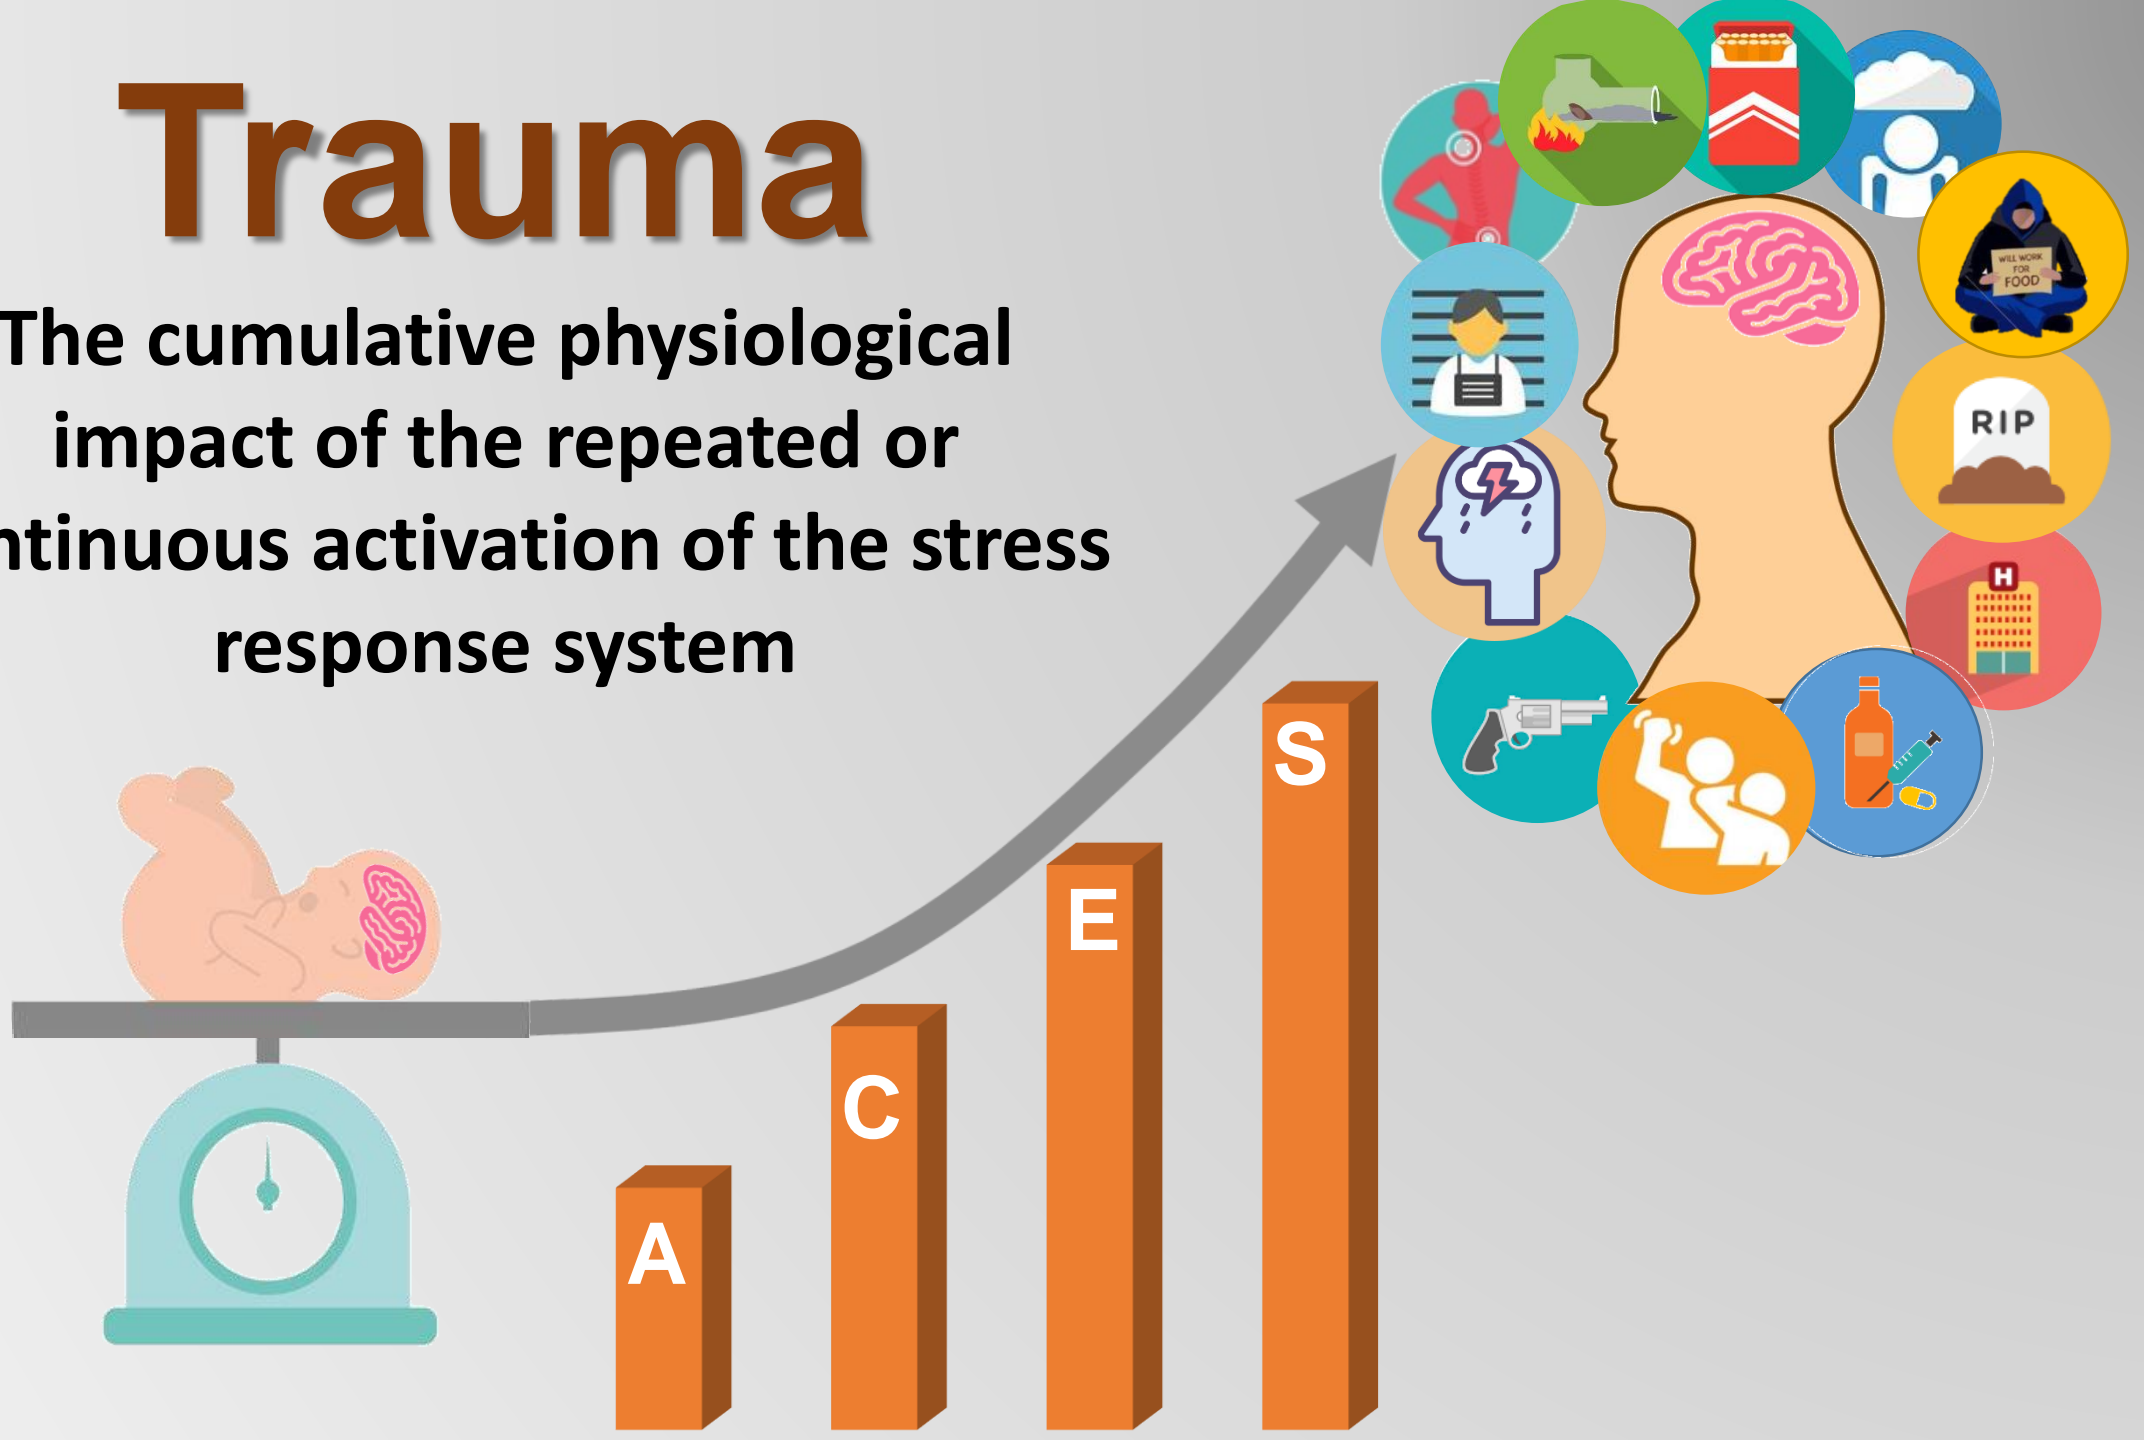 Trauma
The cumulative physiological
impact of the repeated or
ntinuous activation of the stress
response system
WILL WORK
FOR
FOOD
RIP
H
S
E
C
A